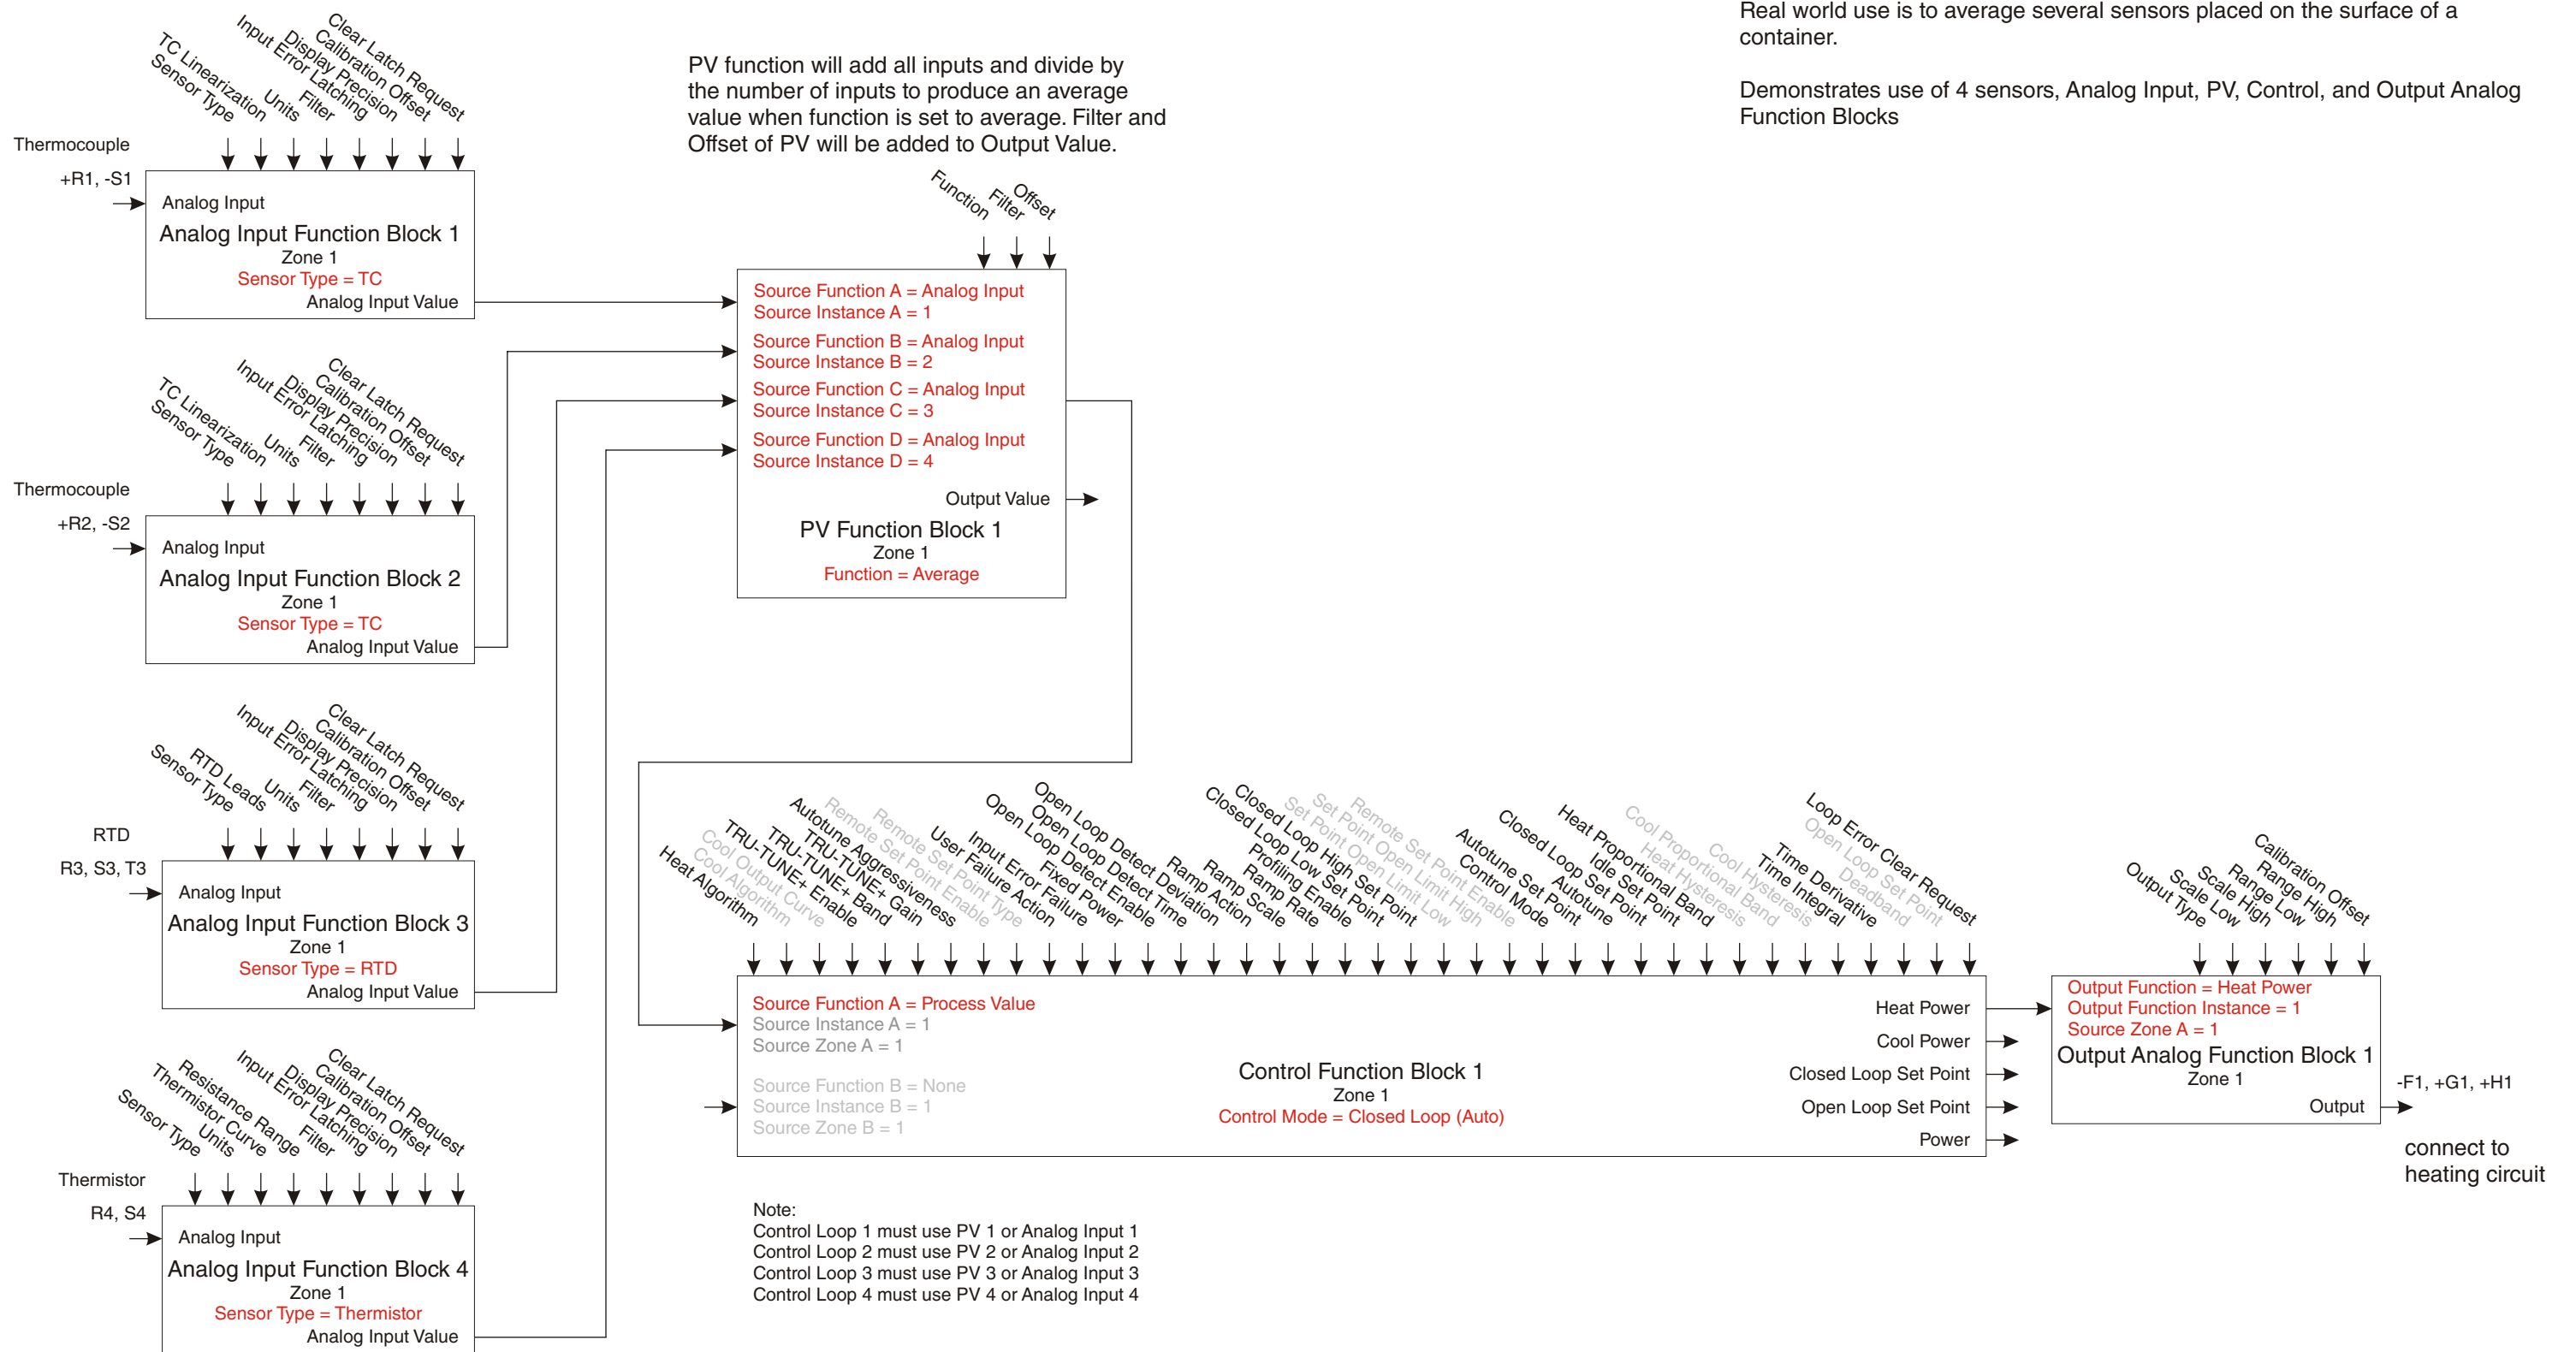 Real world use is to average several sensors placed on the surface of a
container.
Demonstrates use of 4 sensors, Analog Input, PV, Control, and Output Analog
Function Blocks
PV function will add all inputs and divide by
the number of inputs to produce an average
value when function is set to average. Filter and
Offset of PV will be added to Output Value.
Sensor Type
TC Linearization
Units
Filter
Input Error Latching
Display Precision
Calibration Offset
Clear Latch Request
Thermocouple
+R1, -S1
Analog Input
Analog Input Function Block 1
Zone 1
Sensor Type = TC
Analog Input Value
Sensor Type
TC Linearization
Units
Filter
Input Error Latching
Display Precision
Calibration Offset
Clear Latch Request
Thermocouple
+R2, -S2
Analog Input
Analog Input Function Block 2
Zone 1
Sensor Type = TC
Analog Input Value
Sensor Type
RTD Leads
Units
Filter
Input Error Latching
Display Precision
Calibration Offset
Clear Latch Request
RTD
R3, S3, T3
Analog Input
Analog Input Function Block 3
Zone 1
Sensor Type = RTD
Analog Input Value
Sensor Type
Units
Thermistor Curve
Resistance Range
Filter
Input Error Latching
Display Precision
Calibration Offset
Clear Latch Request
Thermistor
R4, S4
Analog Input
Analog Input Function Block 4
Zone 1
Sensor Type = Thermistor
Analog Input Value
Function
Filter
Offset
Source Function A = Analog Input
Source Instance A = 1
Source Function B = Analog Input
Source Instance B = 2
Source Function C = Analog Input
Source Instance C = 3
Source Function D = Analog Input
Source Instance D = 4
Output Value
PV Function Block 1
Zone 1
Function = Average
Heat Algorithm
Cool Algorithm
Cool Output Curve
TRU-TUNE+ Enable
TRU-TUNE+ Band
TRU-TUNE+ Gain
Autotune Aggressiveness
Remote Set Point Enable
Remote Set Point Type
User Failure Action
Input Error Failure
Fixed Power
Open Loop Detect Enable
Open Loop Detect Time
Open Loop Detect Deviation
Ramp Action
Ramp Scale
Ramp Rate
Profiling Enable
Closed Loop Low Set Point
Closed Loop High Set Point
Set Point Open Limit Low
Set Point Open Limit High
Remote Set Point Enable
Control Mode
Autotune Set Point
Autotune
Closed Loop Set Point
Idle Set Point
Heat Proportional Band
Heat Hysteresis
Cool Proportional Band
Cool Hysteresis
Time Integral
Time Derivative
Deadband
Open Loop Set Point
Loop Error Clear Request
Source Function A = Process Value
Source Instance A = 1
Source Zone A = 1
Source Function B = None
Source Instance B = 1
Source Zone B = 1
Control Function Block 1
Zone 1
Control Mode = Closed Loop (Auto)
Heat Power
Cool Power
Closed Loop Set Point
Open Loop Set Point
Power
Output Type
Scale Low
Scale High
Range Low
Range High
Calibration Offset
Output Function = Heat Power
Output Function Instance = 1
Source Zone A = 1
Output Analog Function Block 1
Zone 1
Output
-F1, +G1, +H1
connect to
heating circuit
Note:
Control Loop 1 must use PV 1 or Analog Input 1
Control Loop 2 must use PV 2 or Analog Input 2
Control Loop 3 must use PV 3 or Analog Input 3
Control Loop 4 must use PV 4 or Analog Input 4